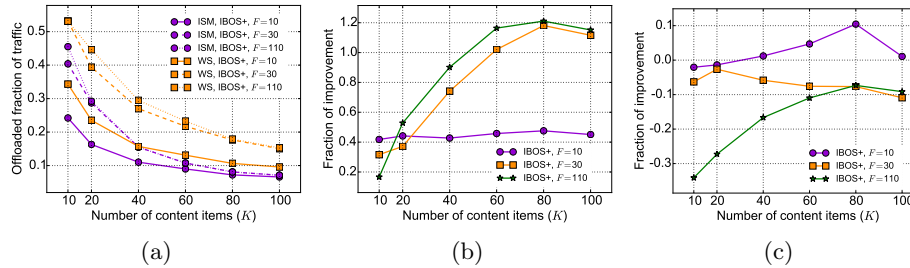 Offloaded fraction of traffic
0.5
0.4
0.3
0.2
0.1
ISM, IBOS+, F=10
ISM, IBOS+, F=30
ISM, IBOS+, F=110
WS, IBOS+, F=10
WS, IBOS+, F=30
WS, IBOS+, F=110
10 20 40 60 80 100
Number of content items (K)
(a)
Fraction of improvement
1.2
1.0
0.8
0.6
0.4
0.2
IBOS+, F=10
IBOS+, F=30
IBOS+, F=110
10 20 40 60 80 100
Number of content items (K)
(b)
Fraction of improvement
0.1
0.0
−0.1
−0.2
−0.3
IBOS+, F=10
IBOS+, F=30
IBOS+, F=110
10 20 40 60 80 100
Number of content items (K)
(c)